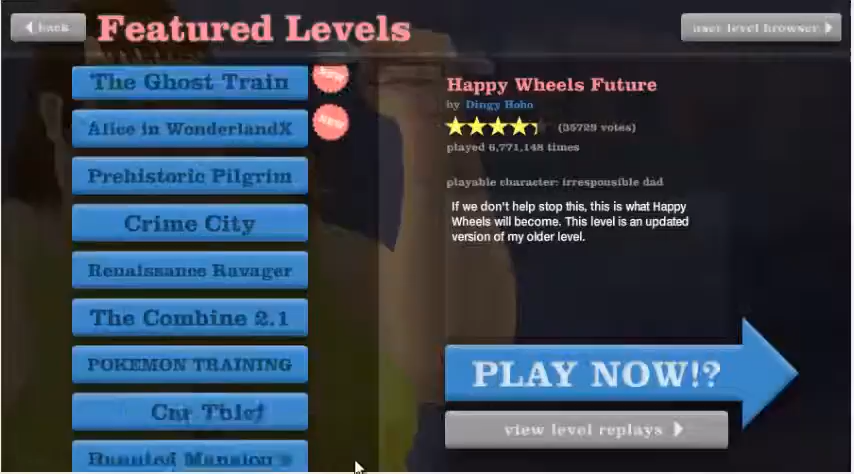 back
Featured Levels
user level browser
The Ghost Train
NEW
Alice in WonderlandX
NEW
Prehistoric Pilgrim
Crime City
Renaissance Ravager
The Combine 2.1
POKEMON TRAINING
Car Thief
Haunted Mansion
Happy Wheels Future
by Dingy Hobo
(35729 votes)
played 6,771,148 times
playable character: irresponsible dad
If we don't help stop this, this is what Happy
Wheels will become. This level is an updated
version of my older level.
PLAY NOW!?
view level replays